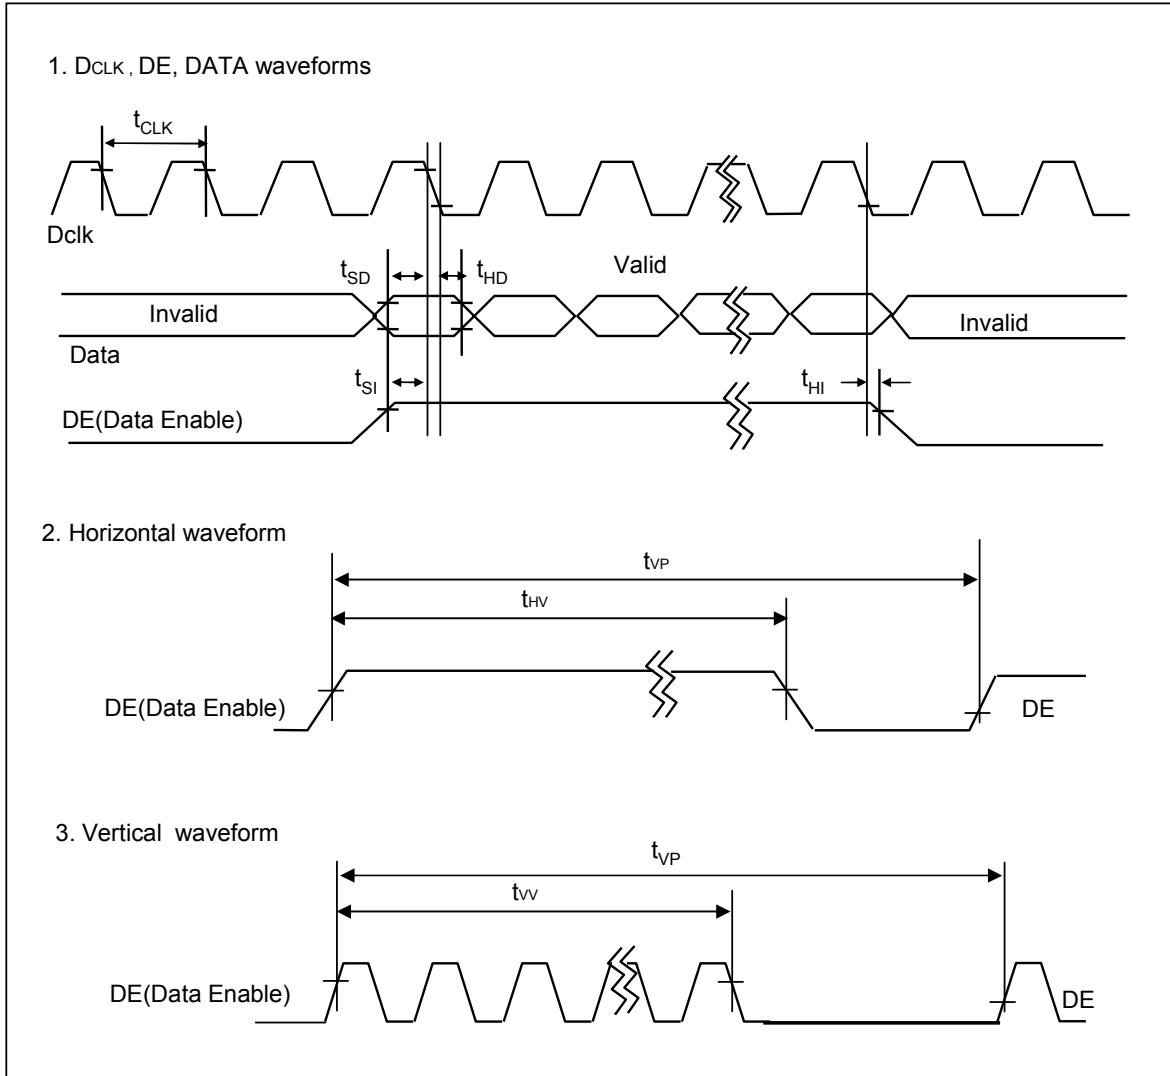 1. DCLK , DE, DATA waveforms
tCLK
Dclk
tSD
tHD
Valid
Invalid
Invalid
Data
tSI
tHI
DE(Data Enable)
2. Horizontal waveform
tVP
tHV
DE(Data Enable)
DE
3. Vertical waveform
tVP
tVV
DE(Data Enable)
DE